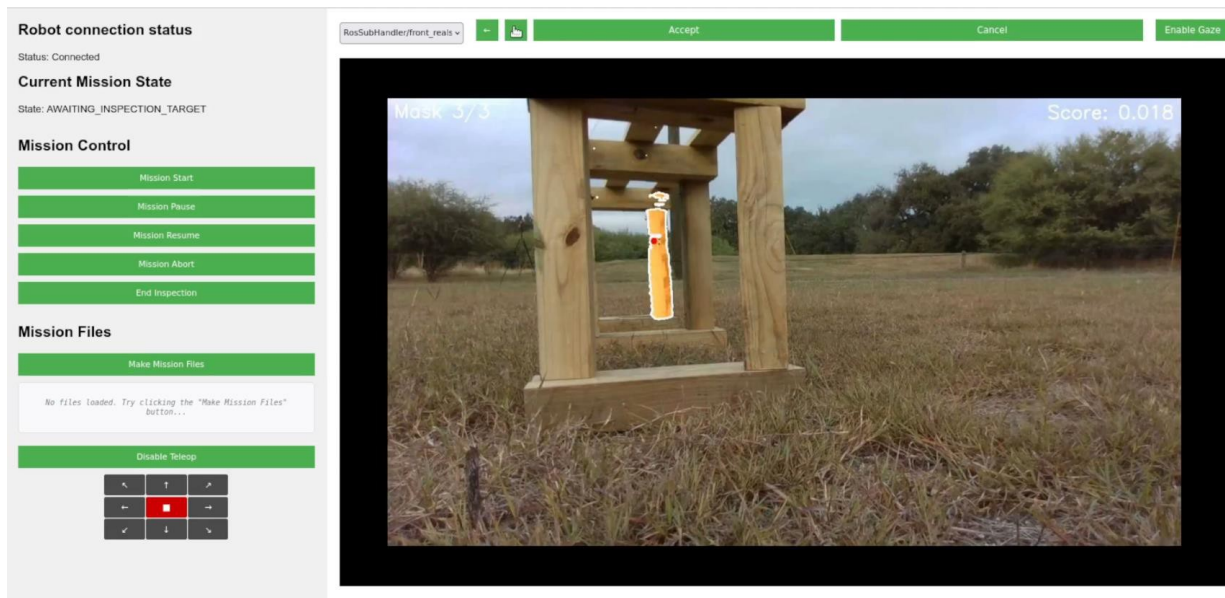 Robot connection status
Status: Connected
Current Mission State
State: AWAITING_INSPECTION_TARGET
Mission Control
Mission Start
Mission Pause
Mission Resume
Mission Abort
End Inspection
Mission Files
Make Mission Files
No files loaded. Try clicking the "Make Mission Files"
button...
Disable Teleop
↖ ↑ ↗
← ■ →
↙ ↓ ↘
RosSubHandler/front_reals
←
Accept
Cancel
Enable Gaze
Mask 3/3
Score: 0.018